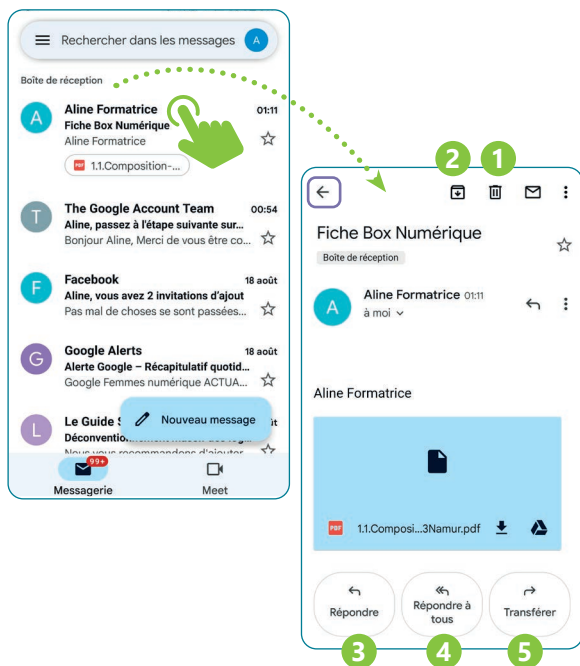 Rechercher dans les messages A
Boîte de réception
A
Aline Formatrice 01:11
Fiche Box Numérique
Aline Formatrice
PDF 1.1.Composition-...
T
The Google Account Team 00:54
Aline, passez à l'étape suivante sur...
Bonjour Aline, Merci de vous être co...
F
Facebook 18 août
Aline, vous avez 2 invitations d'ajout
Pas mal de choses se sont passées...
G
Google Alerts 18 août
Alerte Google – Récapitulatif quotid...
Google Femmes numérique ACTUA...
L
Le Guide
Nouveau message
99+
Messagerie Meet
2 1
Fiche Box Numérique
Boîte de réception
A
Aline Formatrice 01:11
à moi
Aline Formatrice
PDF 1.1.Composi...3Namur.pdf
Répondre
Répondre à
tous
Transférer
3 4 5